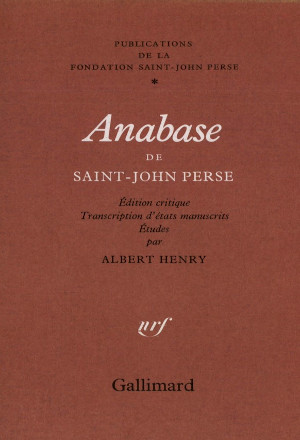 PUBLICATIONS
DE LA
FONDATION SAINT-JOHN PERSE
*
Anabase
DE
SAINT-JOHN PERSE
Édition critique
Transcription d'états manuscrits
Études
par
ALBERT HENRY
nrf
Gallimard